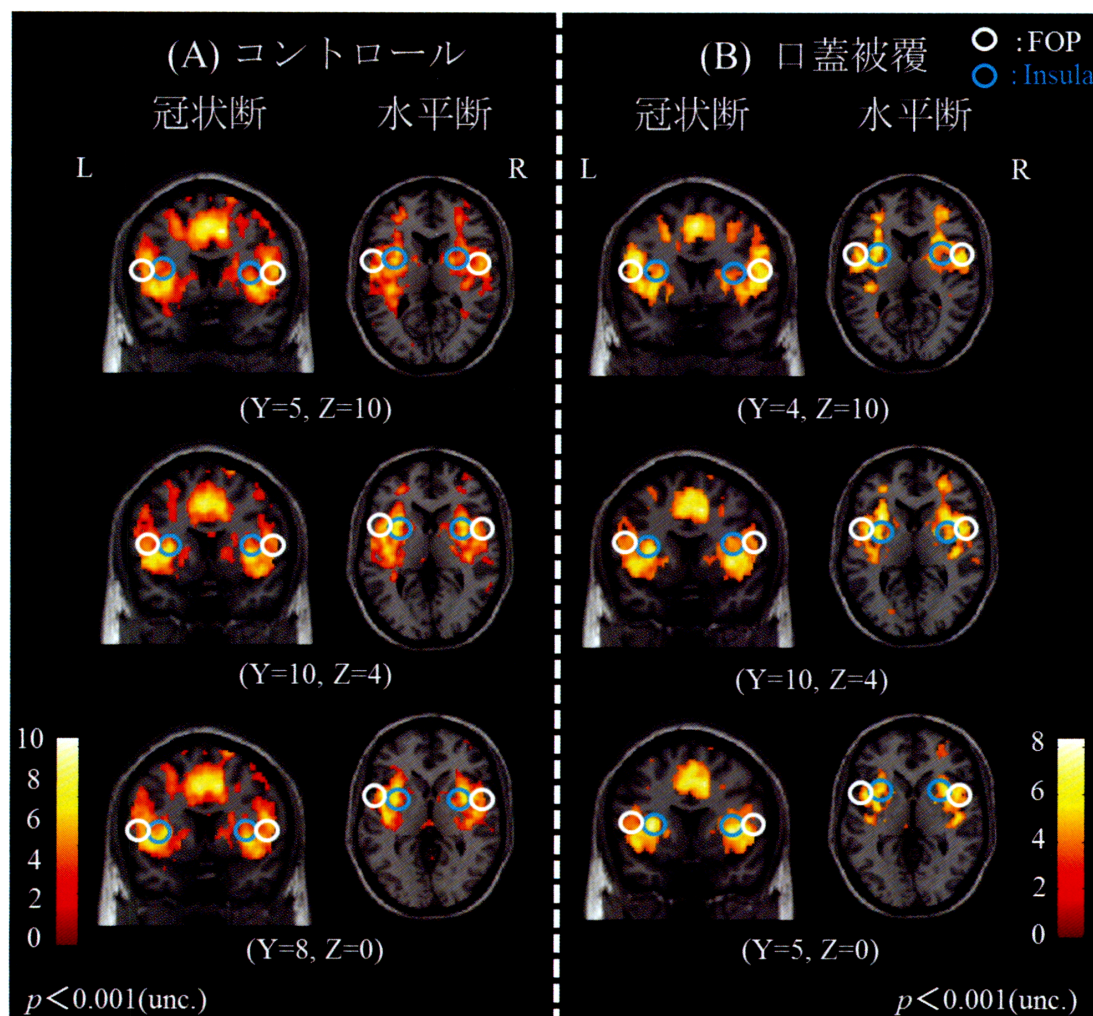 (A) コントロール
冠状断 水平断
L R
(Y=5, Z=10)
(Y=10, Z=4)
(Y=8, Z=0)
10
8
6
4
2
0
p<0.001(unc.)
(B) 口蓋被覆
:FOP
:Insula
冠状断 水平断
L R
(Y=4, Z=10)
(Y=10, Z=4)
(Y=5, Z=0)
8
6
4
2
0
p<0.001(unc.)